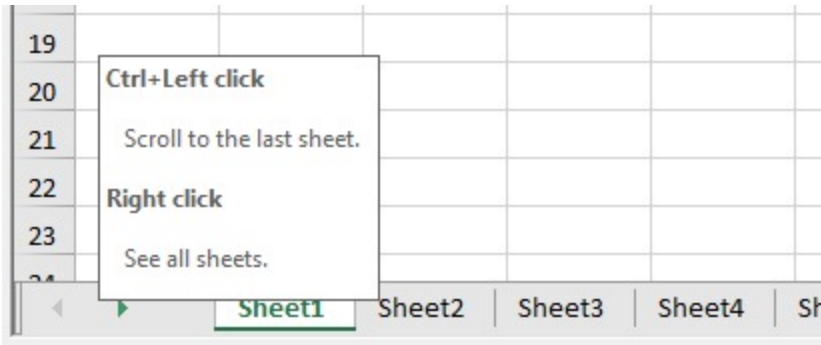 19
20
21
22
23
Ctrl+Left click
Scroll to the last sheet.
Right click
See all sheets.
Sheet1 Sheet2 Sheet3 Sheet4